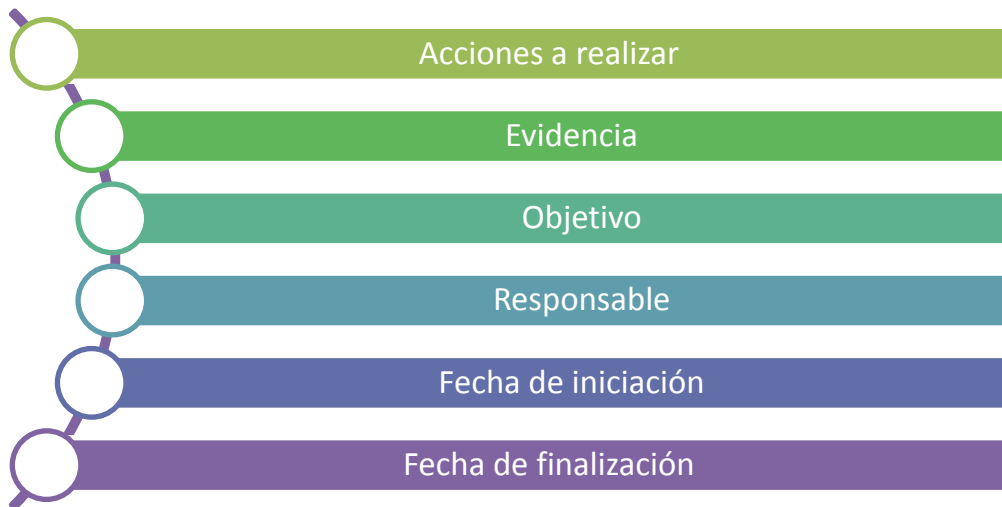 Acciones a realizar
Evidencia
Objetivo
Responsable
Fecha de iniciación
Fecha de finalización